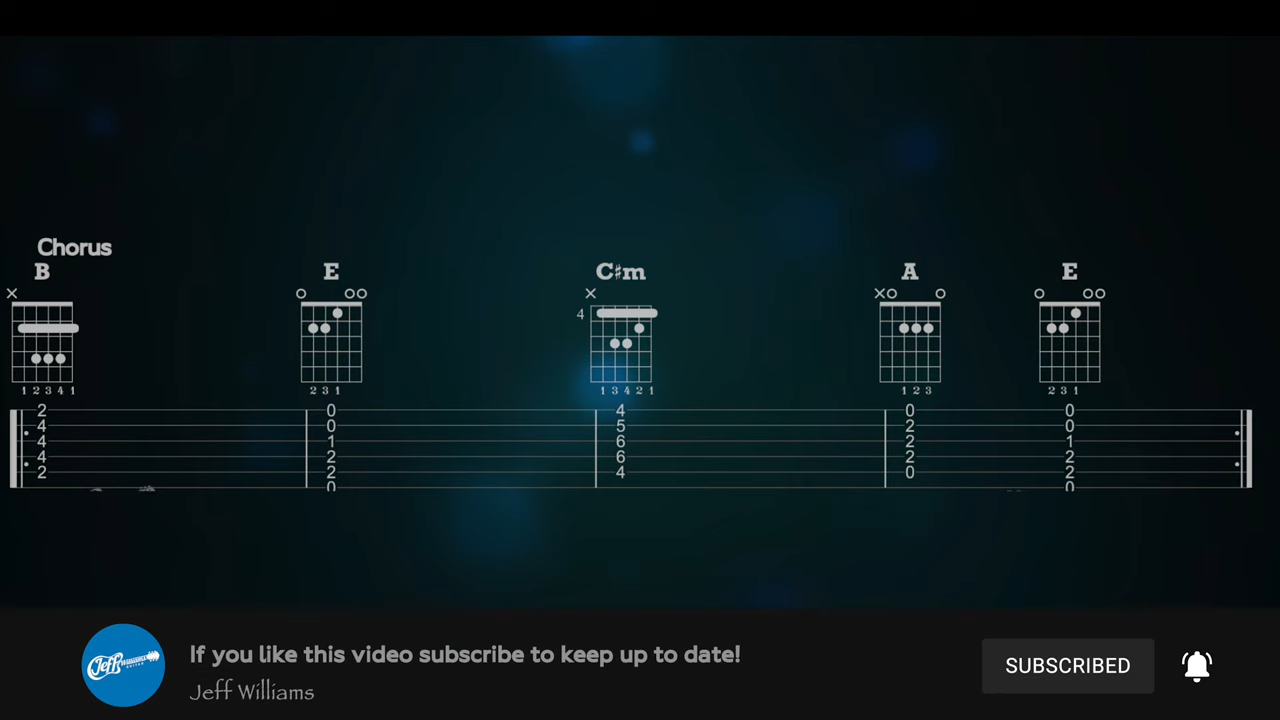 Chorus
B E C♯m A E
× ○ ○○ × ×○ ○ ○ ○○
4
1 2 3 4 1 2 3 1 1 3 4 2 1 1 2 3 2 3 1
2 0 4 0 0
4 0 5 2 0
4 1 6 2 1
4 2 6 2 2
2 2 4 0 2
0 0
If you like this video subscribe to keep up to date!
Jeff
Jeff Williams
SUBSCRIBED